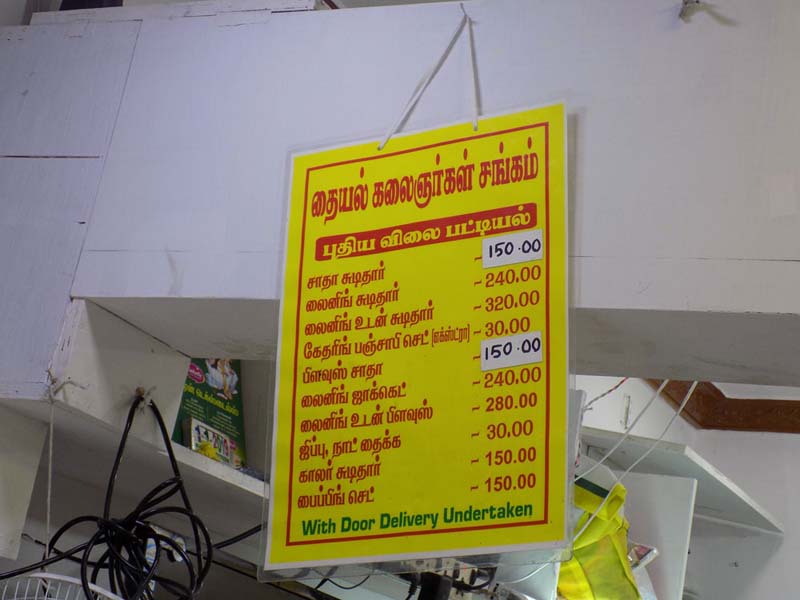 தையல் கலைஞர்கள் சங்கம்
புதிய விலை பட்டியல்
சாதா சுடிதார் - 150.00
லைனிங் சுடிதார் - 240.00
லைனிங் உடன் சுடிதார் - 320.00
கேதரிங் பஞ்சாபி செட் (எக்ஸ்ட்ரா) - 30.00
பிளவுஸ் சாதா - 150.00
லைனிங் ஜாக்கெட் - 240.00
லைனிங் உடன் பிளவுஸ் - 280.00
ஜிப்பு, நாட் தைக்க - 30.00
காலர் சுடிதார் - 150.00
பைப்பிங் செட் - 150.00
With Door Delivery Undertaken